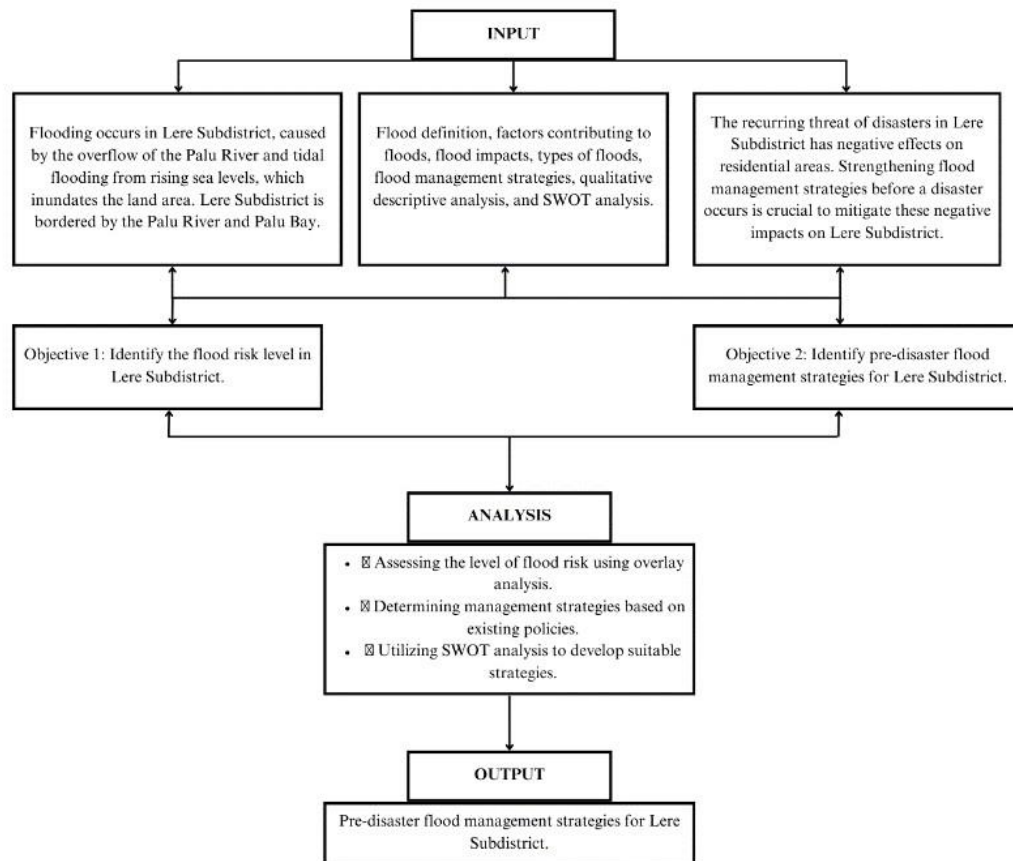 INPUT
Flooding occurs in Lere Subdistrict, caused
by the overflow of the Palu River and tidal
flooding from rising sea levels, which
inundates the land area. Lere Subdistrict is
bordered by the Palu River and Palu Bay.
Flood definition, factors contributing to
floods, flood impacts, types of floods,
flood management strategies, qualitative
descriptive analysis, and SWOT analysis.
The recurring threat of disasters in Lere
Subdistrict has negative effects on
residential areas. Strengthening flood
management strategies before a disaster
occurs is crucial to mitigate these negative
impacts on Lere Subdistrict.
Objective 1: Identify the flood risk level in
Lere Subdistrict.
Objective 2: Identify pre-disaster flood
management strategies for Lere Subdistrict.
ANALYSIS
• Assessing the level of flood risk using overlay
analysis.
• Determining management strategies based on
existing policies.
• Utilizing SWOT analysis to develop suitable
strategies.
OUTPUT
Pre-disaster flood management strategies for Lere
Subdistrict.